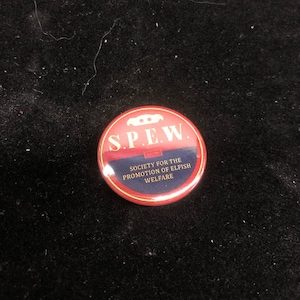 S.P.E.W.
SOCIETY FOR THE
PROMOTION OF ELFISH
WELFARE